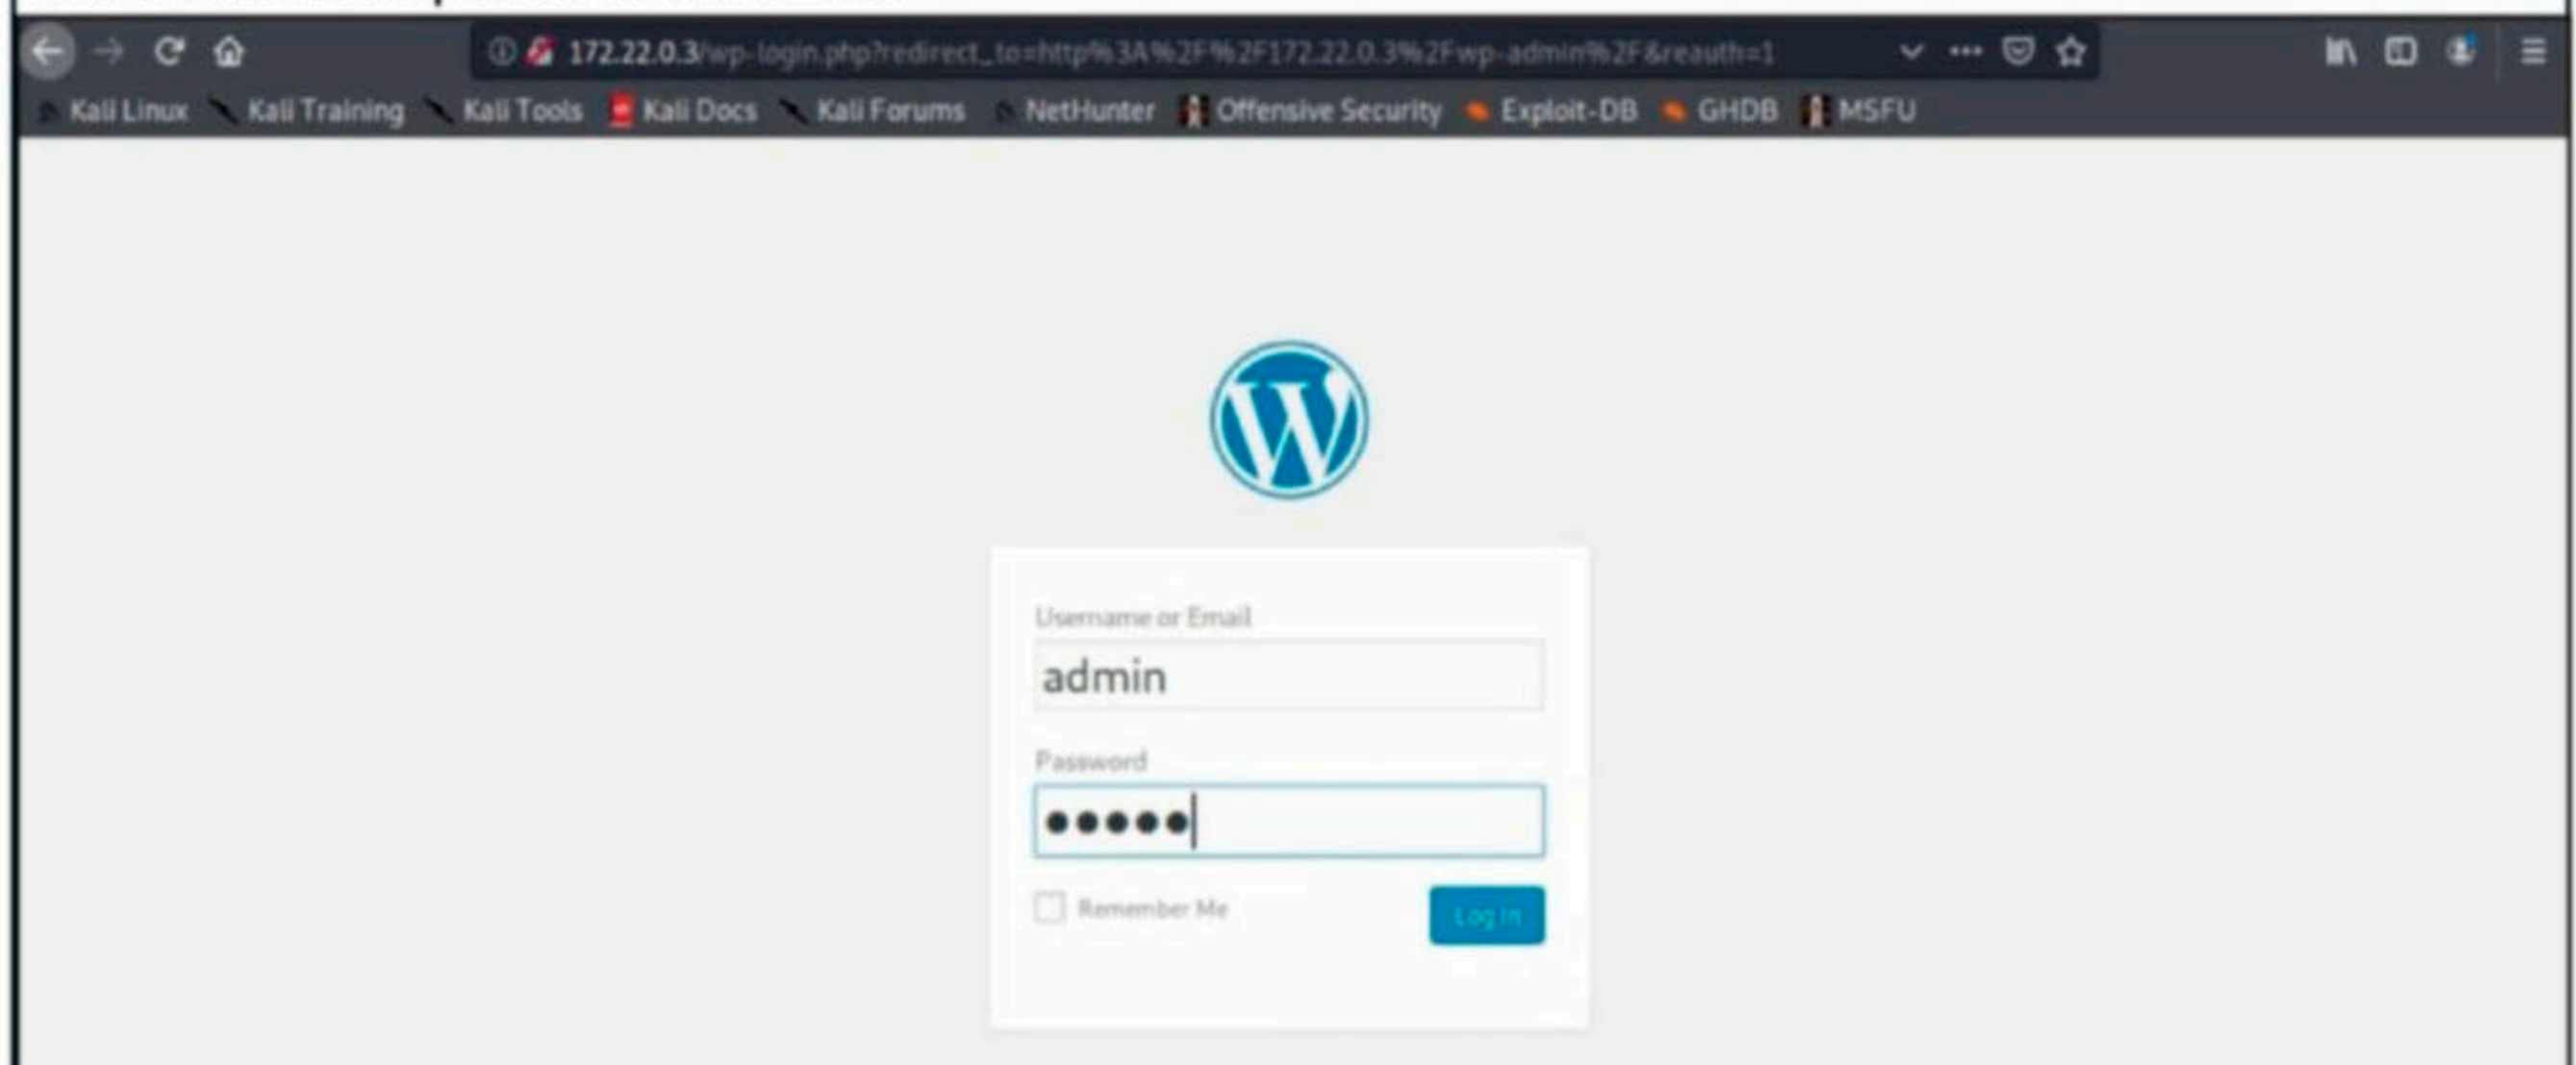 172.22.0.3/wp-login.php?redirect_to=http%3A%2F%2F172.22.0.3%2Fwp-admin%2F&reauth=1
Kali Linux Kali Training Kali Tools Kali Docs Kali Forums NetHunter Offensive Security Exploit-DB GHDB MSFU
Username or Email
admin
Password
●●●●●
Remember Me
Log In